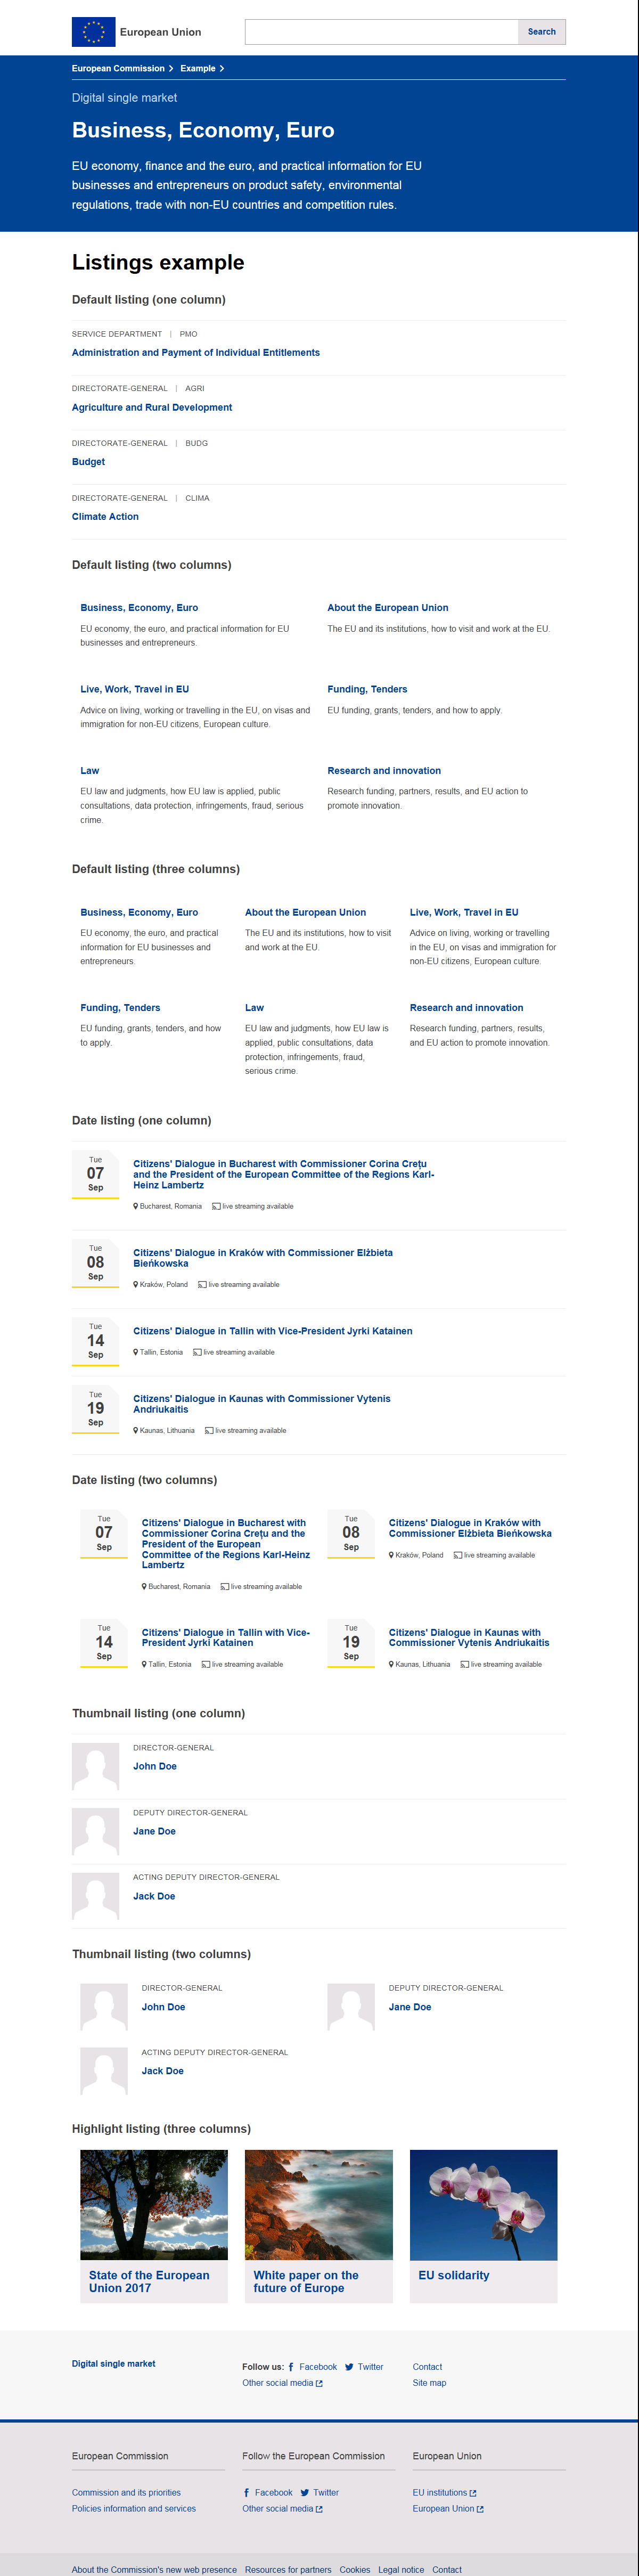 European Union
Search
European Commission
Example
Digital single market
Business, Economy, Euro
EU economy, finance and the euro, and practical information for EU
businesses and entrepreneurs on product safety, environmental
regulations, trade with non-EU countries and competition rules.
Listings example
Default listing (one column)
SERVICE DEPARTMENT | PMO
Administration and Payment of Individual Entitlements
DIRECTORATE-GENERAL | AGRI
Agriculture and Rural Development
DIRECTORATE-GENERAL | BUDG
Budget
DIRECTORATE-GENERAL | CLIMA
Climate Action
Default listing (two columns)
Business, Economy, Euro
EU economy, the euro, and practical information for EU
businesses and entrepreneurs.
About the European Union
The EU and its institutions, how to visit and work at the EU.
Live, Work, Travel in EU
Advice on living, working or travelling in the EU, on visas and
immigration for non-EU citizens, European culture.
Funding, Tenders
EU funding, grants, tenders, and how to apply.
Law
EU law and judgments, how EU law is applied, public
consultations, data protection, infringements, fraud, serious
crime.
Research and innovation
Research funding, partners, results, and EU action to
promote innovation.
Default listing (three columns)
Business, Economy, Euro
EU economy, the euro, and practical
information for EU businesses and
entrepreneurs.
About the European Union
The EU and its institutions, how to visit
and work at the EU.
Live, Work, Travel in EU
Advice on living, working or travelling
in the EU, on visas and immigration for
non-EU citizens, European culture.
Funding, Tenders
EU funding, grants, tenders, and how
to apply.
Law
EU law and judgments, how EU law is
applied, public consultations, data
protection, infringements, fraud,
serious crime.
Research and innovation
Research funding, partners, results,
and EU action to promote innovation.
Date listing (one column)
Tue
07
Sep
Citizens' Dialogue in Bucharest with Commissioner Corina Crețu
and the President of the European Committee of the Regions Karl-
Heinz Lambertz
Bucharest, Romania live streaming available
Tue
08
Sep
Citizens' Dialogue in Kraków with Commissioner Elżbieta
Bieńkowska
Kraków, Poland live streaming available
Tue
14
Sep
Citizens' Dialogue in Tallin with Vice-President Jyrki Katainen
Tallin, Estonia live streaming available
Tue
19
Sep
Citizens' Dialogue in Kaunas with Commissioner Vytenis
Andriukaitis
Kaunas, Lithuania live streaming available
Date listing (two columns)
Tue
07
Sep
Citizens' Dialogue in Bucharest with
Commissioner Corina Crețu and the
President of the European
Committee of the Regions Karl-Heinz
Lambertz
Bucharest, Romania live streaming available
Tue
08
Sep
Citizens' Dialogue in Kraków with
Commissioner Elżbieta Bieńkowska
Kraków, Poland live streaming available
Tue
14
Sep
Citizens' Dialogue in Tallin with Vice-
President Jyrki Katainen
Tallin, Estonia live streaming available
Tue
19
Sep
Citizens' Dialogue in Kaunas with
Commissioner Vytenis Andriukaitis
Kaunas, Lithuania live streaming available
Thumbnail listing (one column)
DIRECTOR-GENERAL
John Doe
DEPUTY DIRECTOR-GENERAL
Jane Doe
ACTING DEPUTY DIRECTOR-GENERAL
Jack Doe
Thumbnail listing (two columns)
DIRECTOR-GENERAL
John Doe
DEPUTY DIRECTOR-GENERAL
Jane Doe
ACTING DEPUTY DIRECTOR-GENERAL
Jack Doe
Highlight listing (three columns)
State of the European
Union 2017
White paper on the
future of Europe
EU solidarity
Digital single market
Follow us: Facebook Twitter
Other social media
Contact
Site map
European Commission
Commission and its priorities
Policies information and services
Follow the European Commission
Facebook Twitter
Other social media
European Union
EU institutions
European Union
About the Commission's new web presence Resources for partners Cookies Legal notice Contact